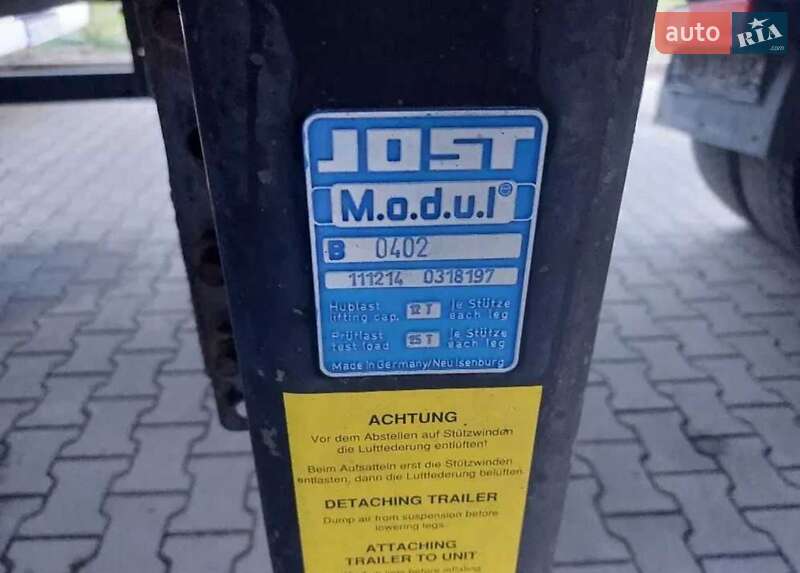 auto RIA .com
JOST
M.o.d.u.l ®
B 0402
111214 0318197
Hublast je Stütze
lifting cap. 12 T each leg
Prüflast je Stütze
test load 25 T each leg
Made in Germany/Neu Isenburg
ACHTUNG
Vor dem Abstellen auf Stützwinden
die Luftfederung entlüften!
Beim Aufsatteln erst die Stützwinden
entlasten, dann die Luftfederung belüften.
DETACHING TRAILER
Dump air from suspension before
lowering legs.
ATTACHING
TRAILER TO UNIT
before inflating